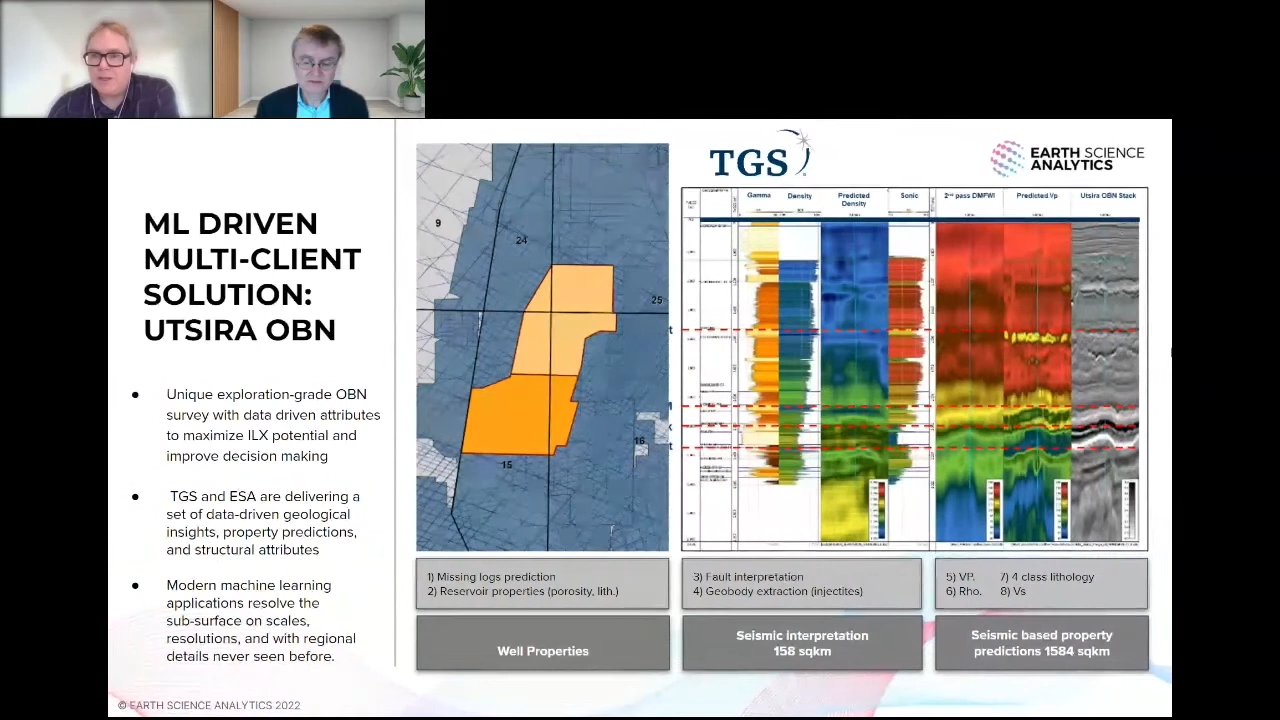 TGS
EARTH SCIENCE
ANALYTICS
ML DRIVEN
MULTI-CLIENT
SOLUTION:
UTSIRA OBN
● Unique exploration-grade OBN
survey with data driven attributes
to maximize ILX potential and
improve decision making
● TGS and ESA are delivering a
set of data-driven geological
insights, property predictions,
and structural attributes
● Modern machine learning
applications resolve the
sub-surface on scales,
resolutions, and with regional
details never seen before.
9
24
25
16
15
Gamma
Density
Predicted
Density
Sonic
2nd pass DMFWI
Predicted Vp
Utsira OBN Stack
1) Missing logs prediction
2) Reservoir properties (porosity, lith.)
3) Fault interpretation
4) Geobody extraction (injectites)
5) VP. 7) 4 class lithology
6) Rho. 8) Vs
Well Properties
Seismic interpretation
158 sqkm
Seismic based property
predictions 1584 sqkm
© EARTH SCIENCE ANALYTICS 2022